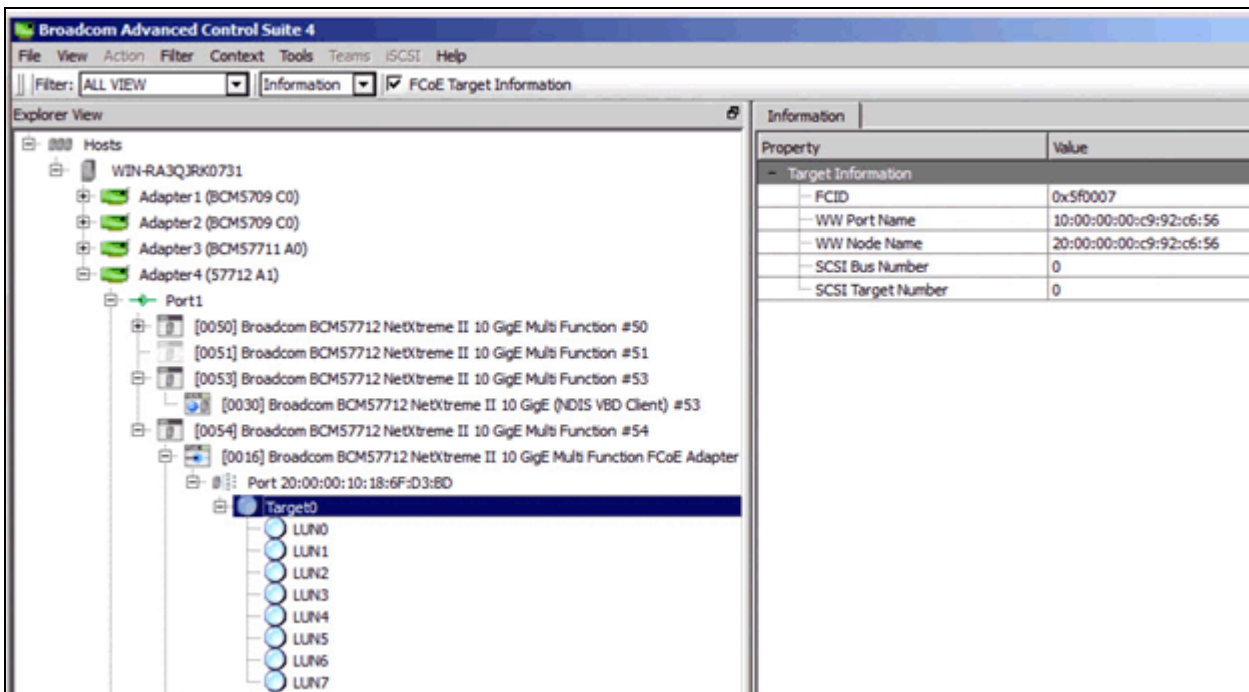 Broadcom Advanced Control Suite 4
File View Action Filter Context Tools Teams iSCSI Help
Filter: ALL VIEW Information FCoE Target Information
Explorer View
Hosts
WIN-RA3QJRK0731
Adapter1 (BCM5709 C0)
Adapter2 (BCM5709 C0)
Adapter3 (BCM57711 A0)
Adapter4 (57712 A1)
Port1
[0050] Broadcom BCM57712 NetXtreme II 10 GigE Multi Function #50
[0051] Broadcom BCM57712 NetXtreme II 10 GigE Multi Function #51
[0053] Broadcom BCM57712 NetXtreme II 10 GigE Multi Function #53
[0030] Broadcom BCM57712 NetXtreme II 10 GigE (NDIS VBD Client) #53
[0054] Broadcom BCM57712 NetXtreme II 10 GigE Multi Function #54
[0016] Broadcom BCM57712 NetXtreme II 10 GigE Multi Function FCoE Adapter
Port 20:00:00:10:18:6F:D3:BD
Target0
LUN0
LUN1
LUN2
LUN3
LUN4
LUN5
LUN6
LUN7
Information
Property Value
Target Information
FCID 0x5f0007
WW Port Name 10:00:00:00:c9:92:c6:56
WW Node Name 20:00:00:00:c9:92:c6:56
SCSI Bus Number 0
SCSI Target Number 0